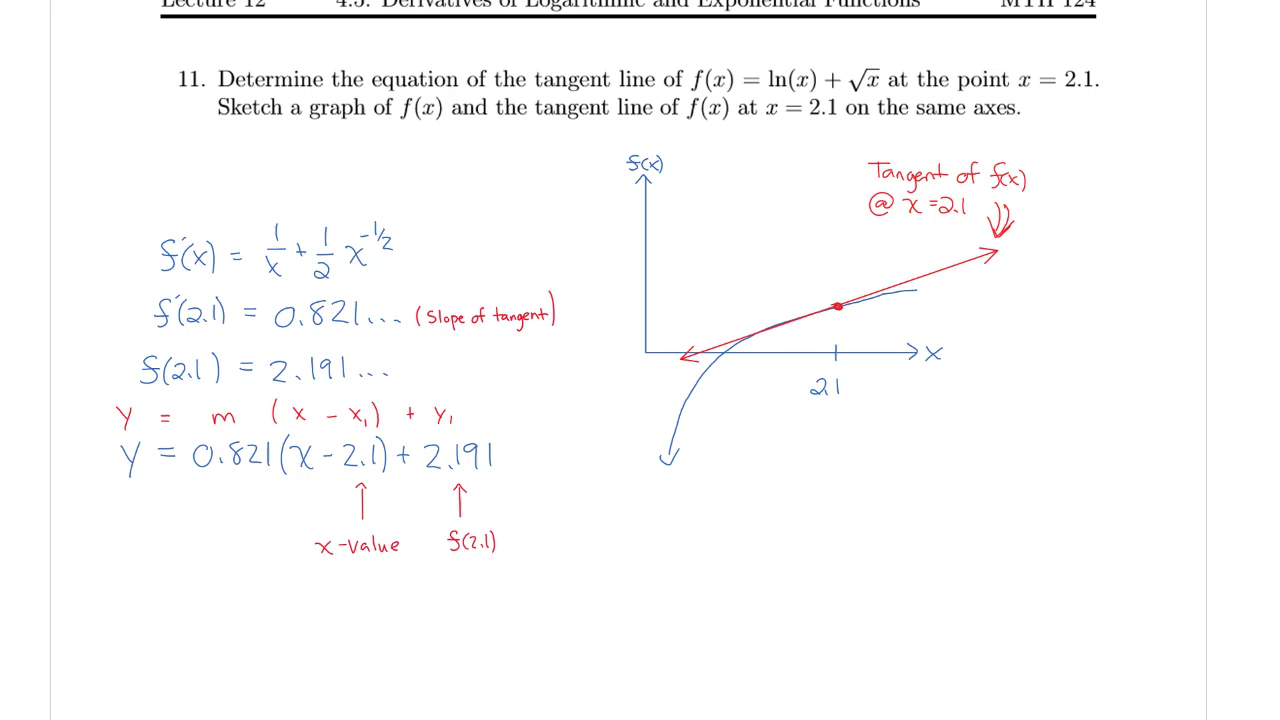 Lecture 12 4.5. Derivatives of Logarithmic and Exponential Functions MTH 124
11. Determine the equation of the tangent line of f(x) = ln(x) + √x at the point x = 2.1.
Sketch a graph of f(x) and the tangent line of f(x) at x = 2.1 on the same axes.
f'(x) = 1/x + 1/2 x^(-1/2)
f'(2.1) = 0.821... (slope of tangent)
f(2.1) = 2.191...
y = m (x - x₁) + y₁
y = 0.821(x - 2.1) + 2.191
x-value f(2.1)
f(x)
Tangent of f(x)
@ x = 2.1
x
2.1